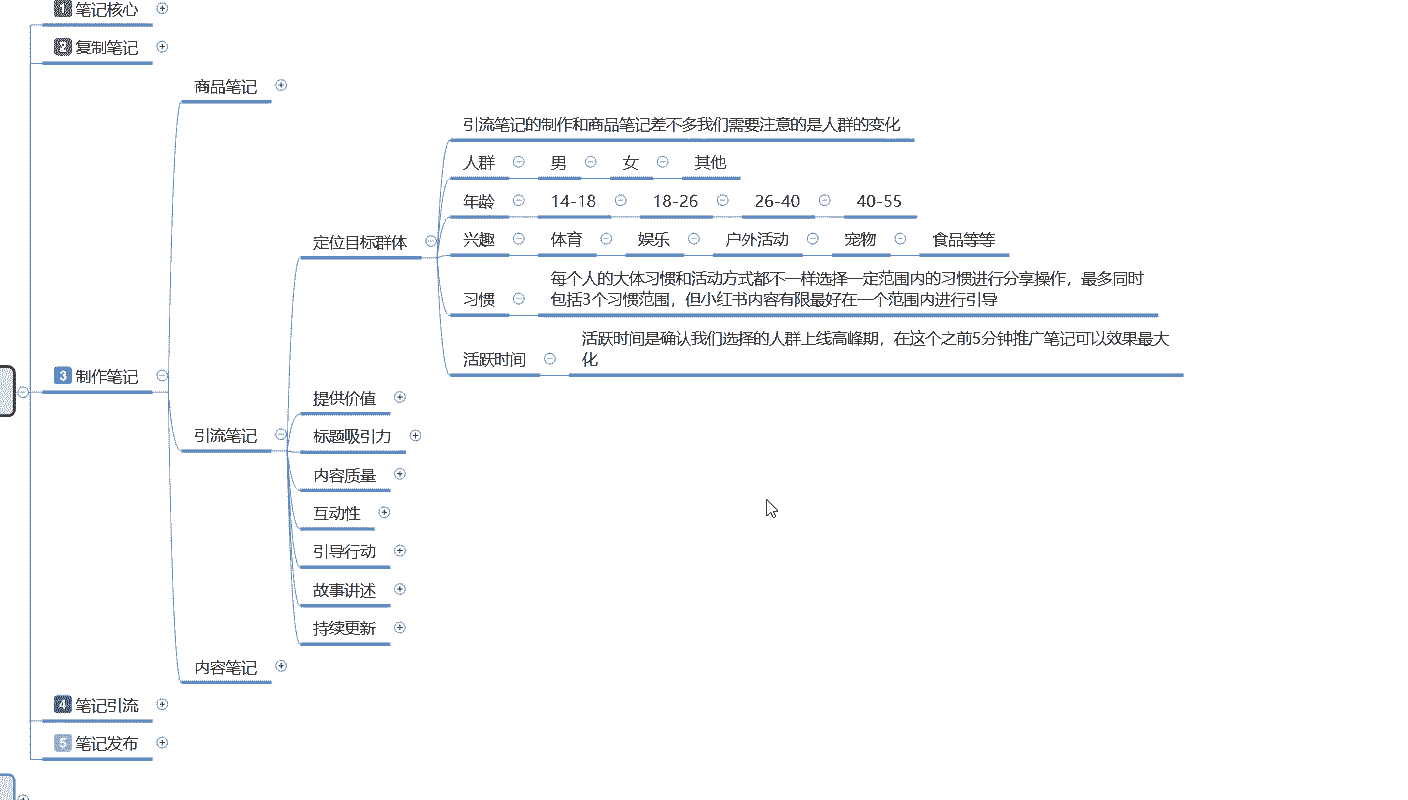 1 笔记核心
2 复制笔记
商品笔记
引流笔记的制作和商品笔记差不多我们需要注意的是人群的变化
人群 男 女 其他
年龄 14-18 18-26 26-40 40-55
定位目标群体
兴趣 体育 娱乐 户外活动 宠物 食品等等
习惯
每个人的大体习惯和活动方式都不一样选择一定范围内的习惯进行分享操作，最多同时
包括3个习惯范围，但小红书内容有限最好在一个范围内进行引导
活跃时间
活跃时间是确认我们选择的人群上线高峰期，在这个之前5分钟推广笔记可以效果最大
化
3 制作笔记
提供价值
引流笔记
标题吸引力
内容质量
互动性
引导行动
故事讲述
持续更新
内容笔记
4 笔记引流
5 笔记发布